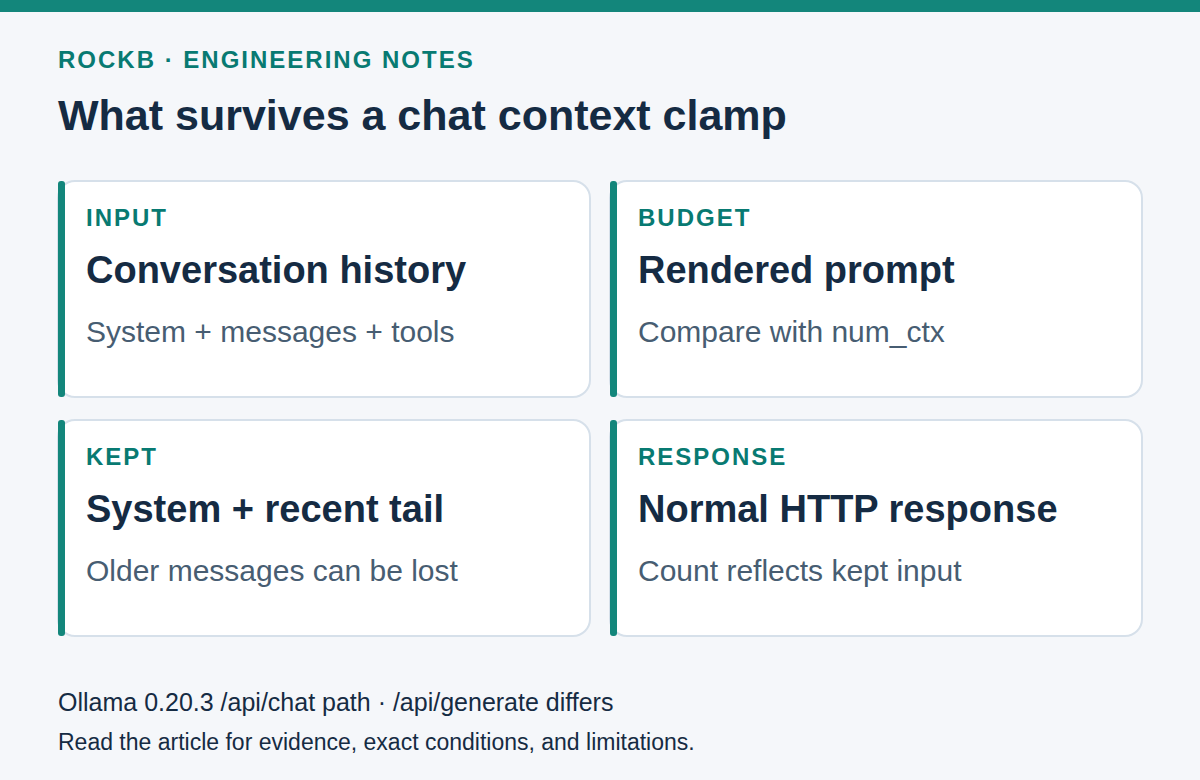 ROCKB · ENGINEERING NOTES
What survives a chat context clamp
INPUT
Conversation history
System + messages + tools
BUDGET
Rendered prompt
Compare with num_ctx
KEPT
System + recent tail
Older messages can be lost
RESPONSE
Normal HTTP response
Count reflects kept input
Ollama 0.20.3 /api/chat path · /api/generate differs
Read the article for evidence, exact conditions, and limitations.